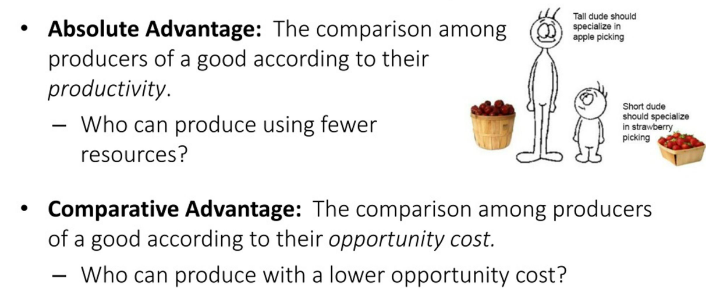 • Absolute Advantage: The comparison among
producers of a good according to their
productivity.
– Who can produce using fewer
resources?
Tall dude should
specialize in
apple picking
Short dude
should specialize
in strawberry
picking
• Comparative Advantage: The comparison among producers
of a good according to their opportunity cost.
– Who can produce with a lower opportunity cost?